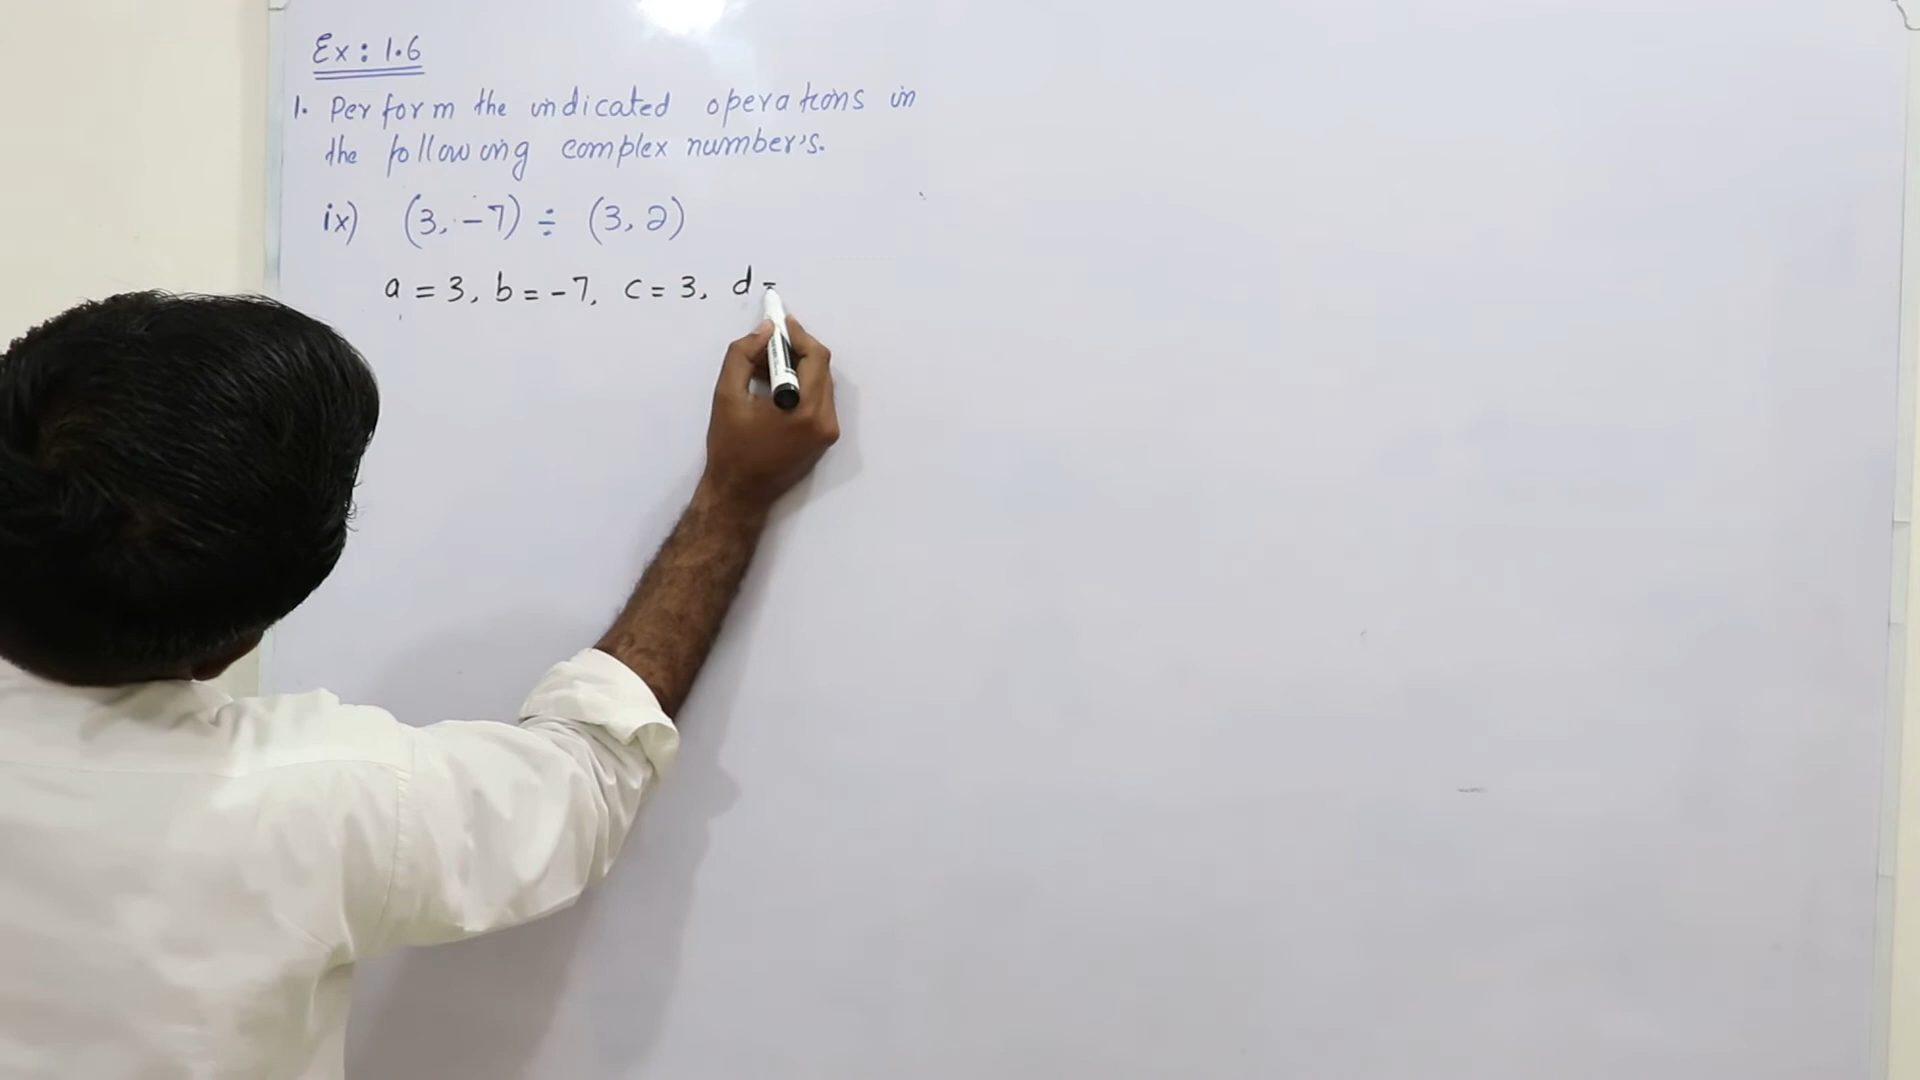 Ex: 1.6
1. Perform the indicated operations in
the following complex number's.
ix) (3, -7) ÷ (3, 2)
a = 3, b = -7, c = 3, d =